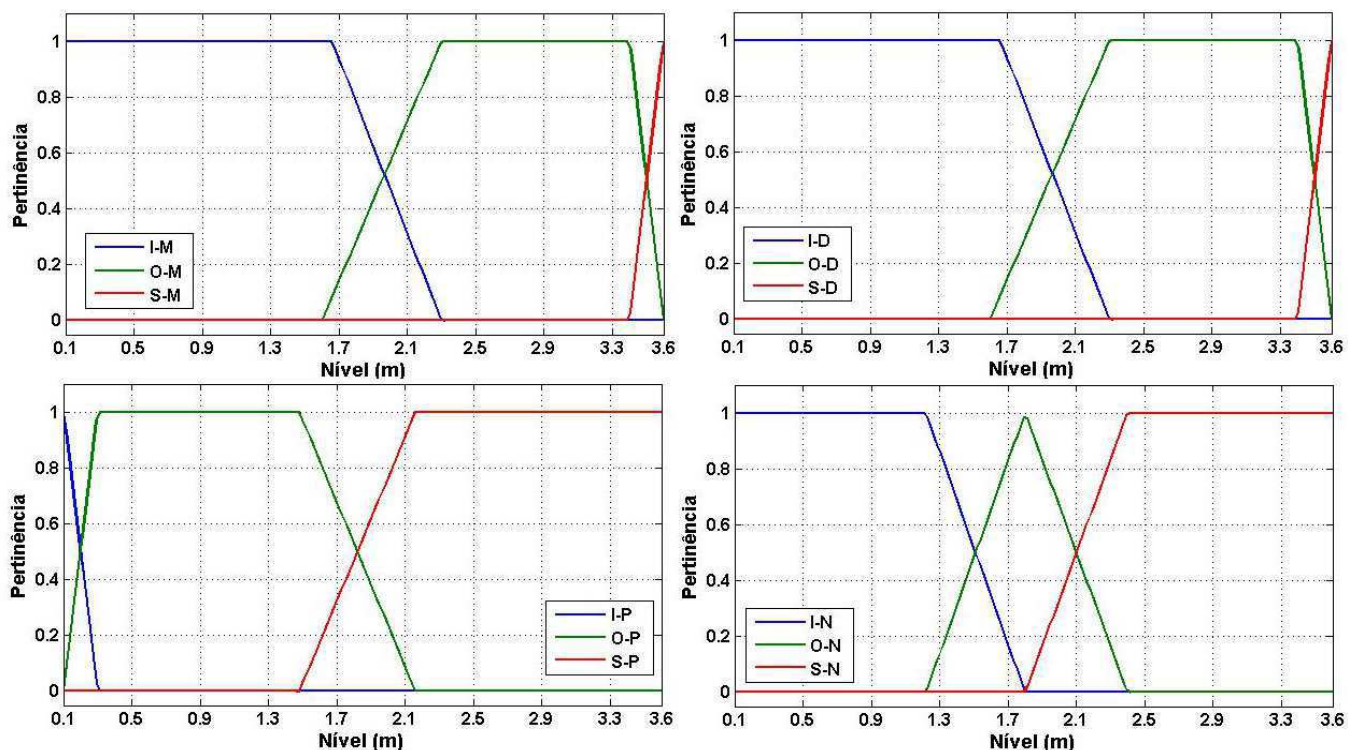 Pertinência
1
0.8
0.6
0.4
0.2
0
I-M
O-M
S-M
0.1 0.5 0.9 1.3 1.7 2.1 2.5 2.9 3.3 3.6
Nível (m)
Pertinência
1
0.8
0.6
0.4
0.2
0
I-D
O-D
S-D
0.1 0.5 0.9 1.3 1.7 2.1 2.5 2.9 3.3 3.6
Nível (m)
Pertinência
1
0.8
0.6
0.4
0.2
0
I-P
O-P
S-P
0.1 0.5 0.9 1.3 1.7 2.1 2.5 2.9 3.3 3.6
Nível (m)
Pertinência
1
0.8
0.6
0.4
0.2
0
I-N
O-N
S-N
0.1 0.5 0.9 1.3 1.7 2.1 2.5 2.9 3.3 3.6
Nível (m)